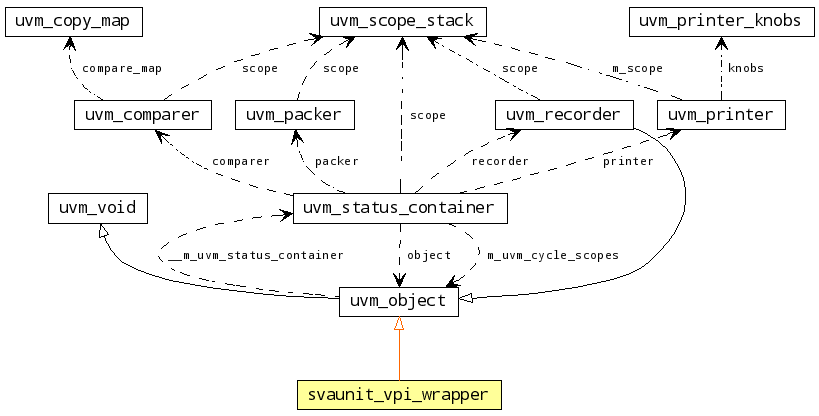 uvm_copy_map
uvm_scope_stack
uvm_printer_knobs
compare_map
scope
scope
scope
m_scope
knobs
uvm_comparer
uvm_packer
scope
uvm_recorder
uvm_printer
comparer
packer
recorder
printer
uvm_void
uvm_status_container
__m_uvm_status_container
object
m_uvm_cycle_scopes
uvm_object
svaunit_vpi_wrapper